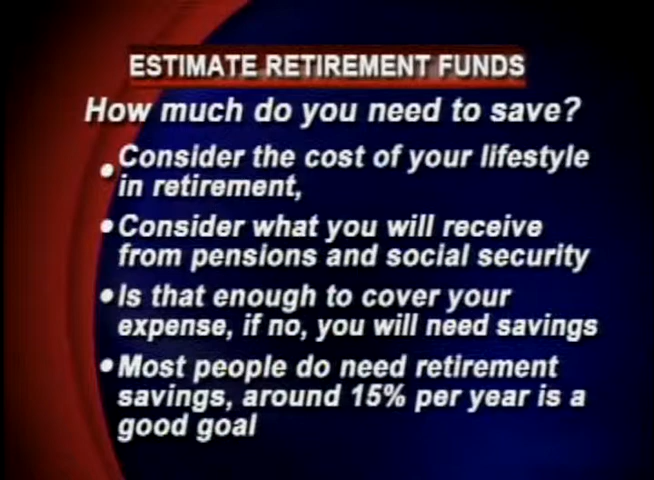 ESTIMATE RETIREMENT FUNDS
How much do you need to save?
• Consider the cost of your lifestyle
in retirement,
• Consider what you will receive
from pensions and social security
• Is that enough to cover your
expense, if no, you will need savings
• Most people do need retirement
savings, around 15% per year is a
good goal